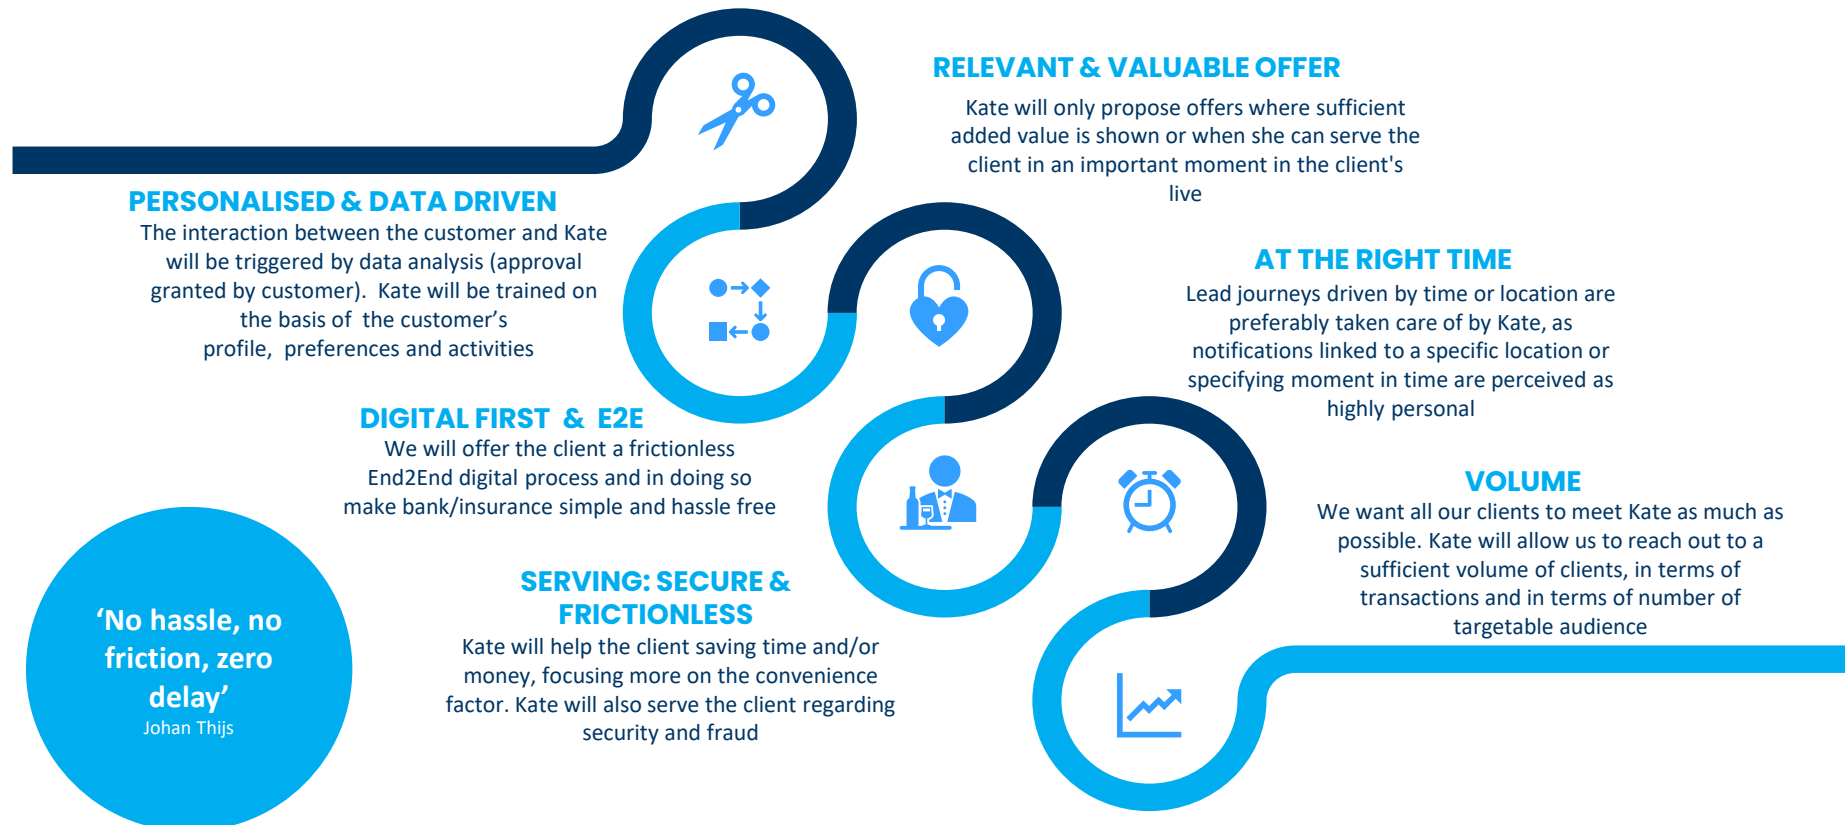 PERSONALISED & DATA DRIVEN
The interaction between the customer and Kate
will be triggered by data analysis (approval
granted by customer). Kate will be trained on
the basis of the customer's
profile, preferences and activities
DIGITAL FIRST & E2E
We will offer the client a frictionless
End2End digital process and in doing so
make bank/insurance simple and hassle free
SERVING: SECURE &
FRICTIONLESS
Kate will help the client saving time and/or
money, focusing more on the convenience
factor. Kate will also serve the client regarding
security and fraud
‘No hassle, no
friction, zero
delay’
Johan Thijs
RELEVANT & VALUABLE OFFER
Kate will only propose offers where sufficient
added value is shown or when she can serve the
client in an important moment in the client's
live
AT THE RIGHT TIME
Lead journeys driven by time or location are
preferably taken care of by Kate, as
notifications linked to a specific location or
specifying moment in time are perceived as
highly personal
VOLUME
We want all our clients to meet Kate as much as
possible. Kate will allow us to reach out to a
sufficient volume of clients, in terms of
transactions and in terms of number of
targetable audience